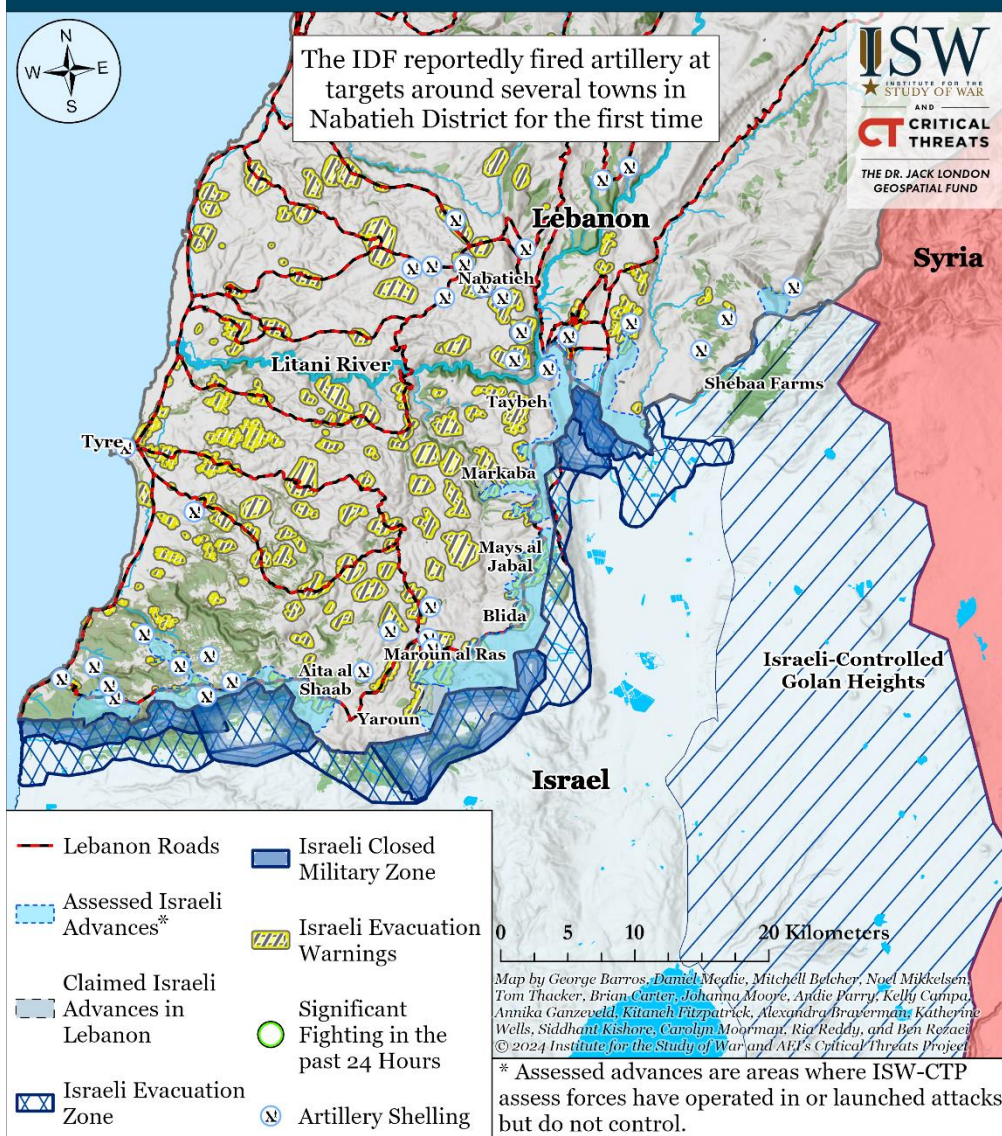 N
W
E
S
The IDF reportedly fired artillery at
targets around several towns in
Nabatieh District for the first time
ISW
INSTITUTE FOR THE
STUDY OF WAR
AND
CT CRITICAL
THREATS
THE DR. JACK LONDON
GEOSPATIAL FUND
Lebanon
Syria
Nabatieh
Litani River
Shebaa Farms
Taybeh
Tyre
Markaba
Mays al
Jabal
Blida
Maroun al Ras
Aita al
Shaab
Yaroun
Israeli-Controlled
Golan Heights
Israel
Lebanon Roads
Assessed Israeli
Advances*
Claimed Israeli
Advances in
Lebanon
Israeli Evacuation
Zone
Israeli Closed
Military Zone
Israeli Evacuation
Warnings
Significant
Fighting in the
past 24 Hours
Artillery Shelling
0 5 10 20 Kilometers
Map by George Barros, Daniel Mealie, Mitchell Belcher, Noel Mikkelsen,
Tom Thacker, Brian Carter, Johanna Moore, Andie Parry, Kelly Campa,
Annika Ganzeveld, Kitaneh Fitzpatrick, Alexandra Braverman, Katherine
Wells, Siddhant Kishore, Carolyn Moorman, Ria Reddy, and Ben Rezaei
© 2024 Institute for the Study of War and AEI's Critical Threats Project
* Assessed advances are areas where ISW-CTP
assess forces have operated in or launched attacks
but do not control.